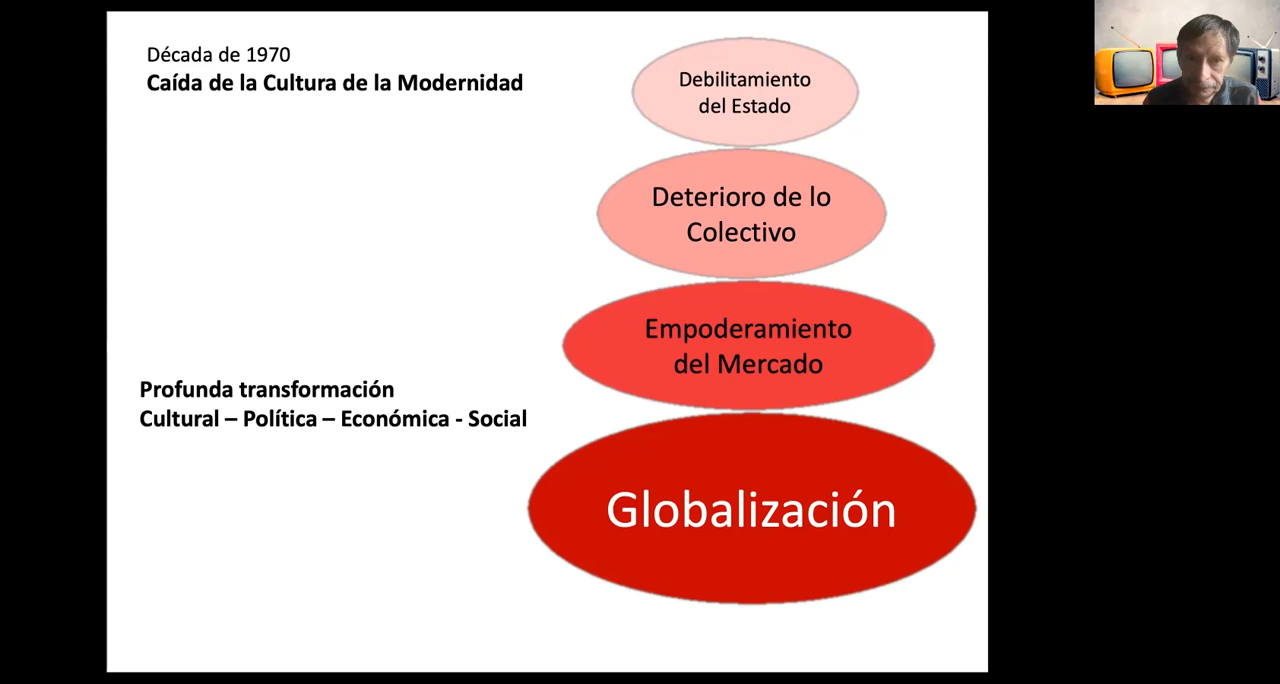 Década de 1970
Caída de la Cultura de la Modernidad
Debilitamiento
del Estado
Deterioro de lo
Colectivo
Empoderamiento
del Mercado
Profunda transformación
Cultural – Política – Económica - Social
Globalización